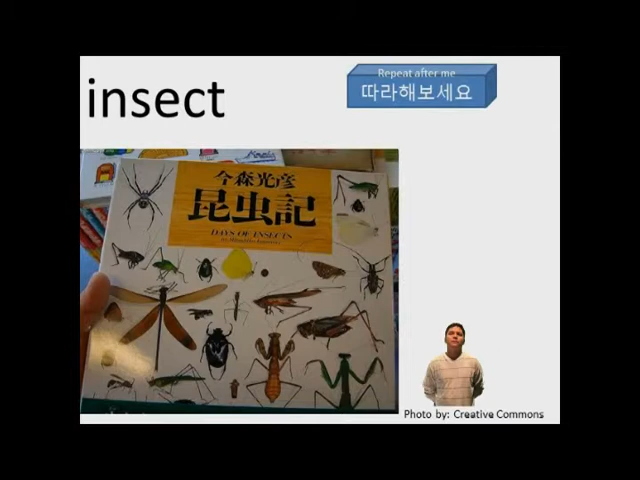 insect
Repeat after me
따라해보세요
今森光彦
昆虫記
DAYS OF INSECTS
Photo by: Creative Commons